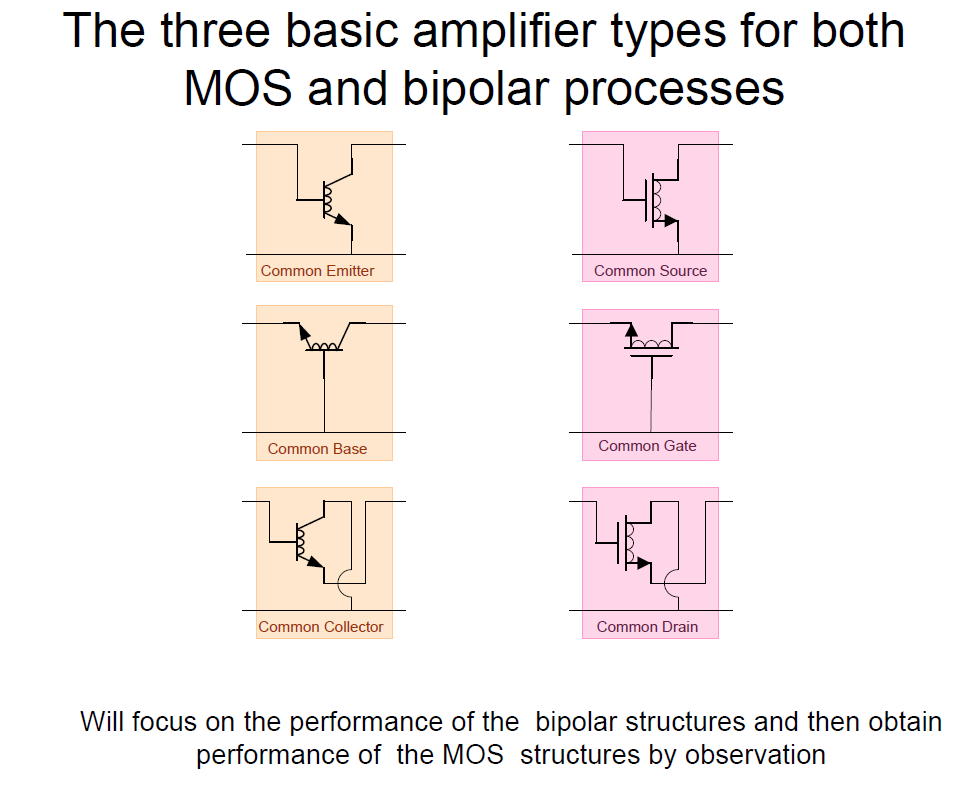 The three basic amplifier types for both
MOS and bipolar processes
Common Emitter
Common Source
Common Base
Common Gate
Common Collector
Common Drain
Will focus on the performance of the  bipolar structures and then obtain
performance of  the MOS  structures by observation